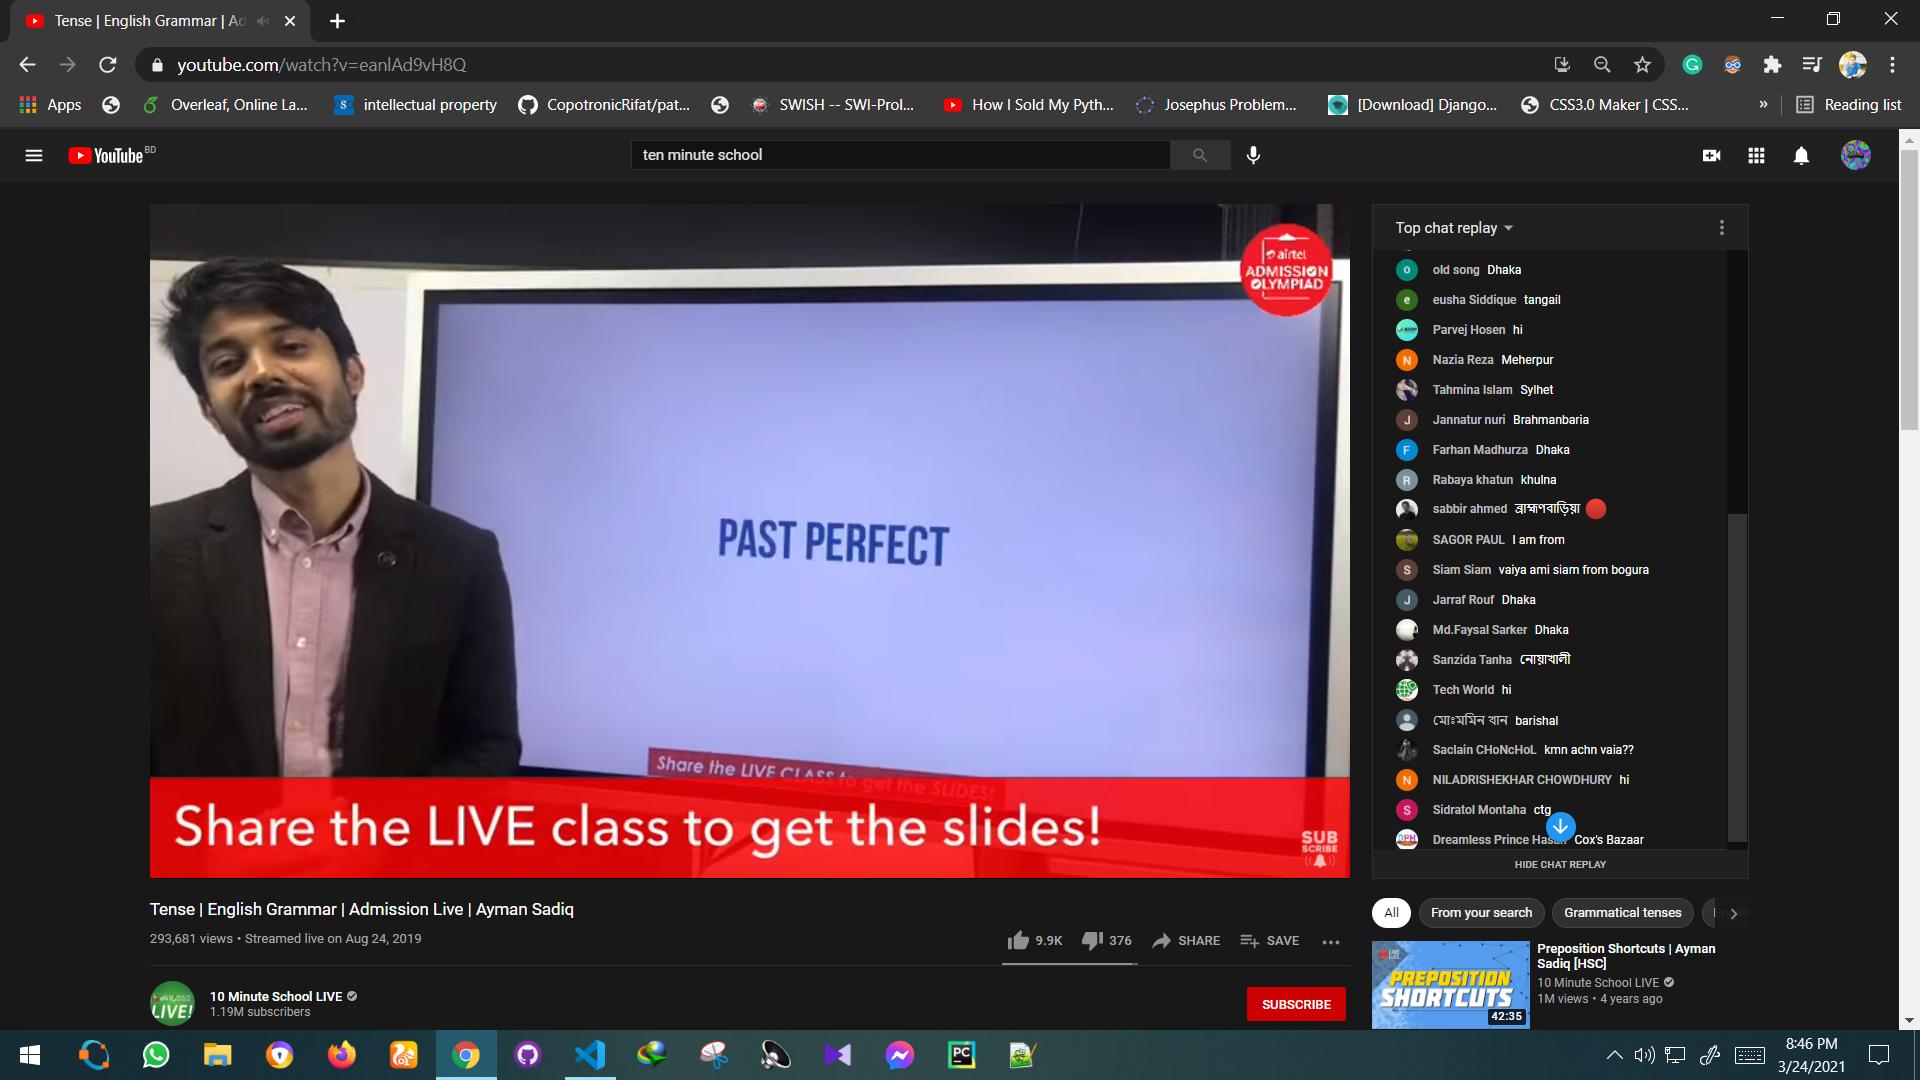 Tense | English Grammar | Ad
youtube.com/watch?v=eanlAd9vH8Q
Apps
Overleaf, Online La...
intellectual property
CopotronicRifat/pat...
SWISH -- SWI-Prol...
How I Sold My Pyth...
Josephus Problem...
[Download] Django...
CSS3.0 Maker | CSS...
»
Reading list
YouTube BD
ten minute school
airtel
ADMISSION
OLYMPIAD
PAST PERFECT
Share the LIVE CLASS to get the SLIDES!
Share the LIVE class to get the slides!
SUB
SCRIBE
Top chat replay
old song Dhaka
eusha Siddique tangail
Parvej Hosen hi
Nazia Reza Meherpur
Tahmina Islam Sylhet
Jannatur nuri Brahmanbaria
Farhan Madhurza Dhaka
Rabaya khatun khulna
sabbir ahmed ব্রাহ্মণবাড়িয়া
SAGOR PAUL I am from
Siam Siam vaiya ami siam from bogura
Jarraf Rouf Dhaka
Md.Faysal Sarker Dhaka
Sanzida Tanha নোয়াখালী
Tech World hi
মোঃমমিন খান barishal
Saclain CHoNcHoL kmn achn vaia??
NILADRISHEKHAR CHOWDHURY hi
Sidratol Montaha ctg
Dreamless Prince Hasan Cox's Bazaar
HIDE CHAT REPLAY
Tense | English Grammar | Admission Live | Ayman Sadiq
293,681 views • Streamed live on Aug 24, 2019
9.9K
376
SHARE
SAVE
10 Minute School LIVE
1.19M subscribers
SUBSCRIBE
LIVE!
All
From your search
Grammatical tenses
PREPOSITION
SHORTCUTS
42:35
Preposition Shortcuts | Ayman
Sadiq [HSC]
10 Minute School LIVE
1M views • 4 years ago
PC
8:46 PM
3/24/2021